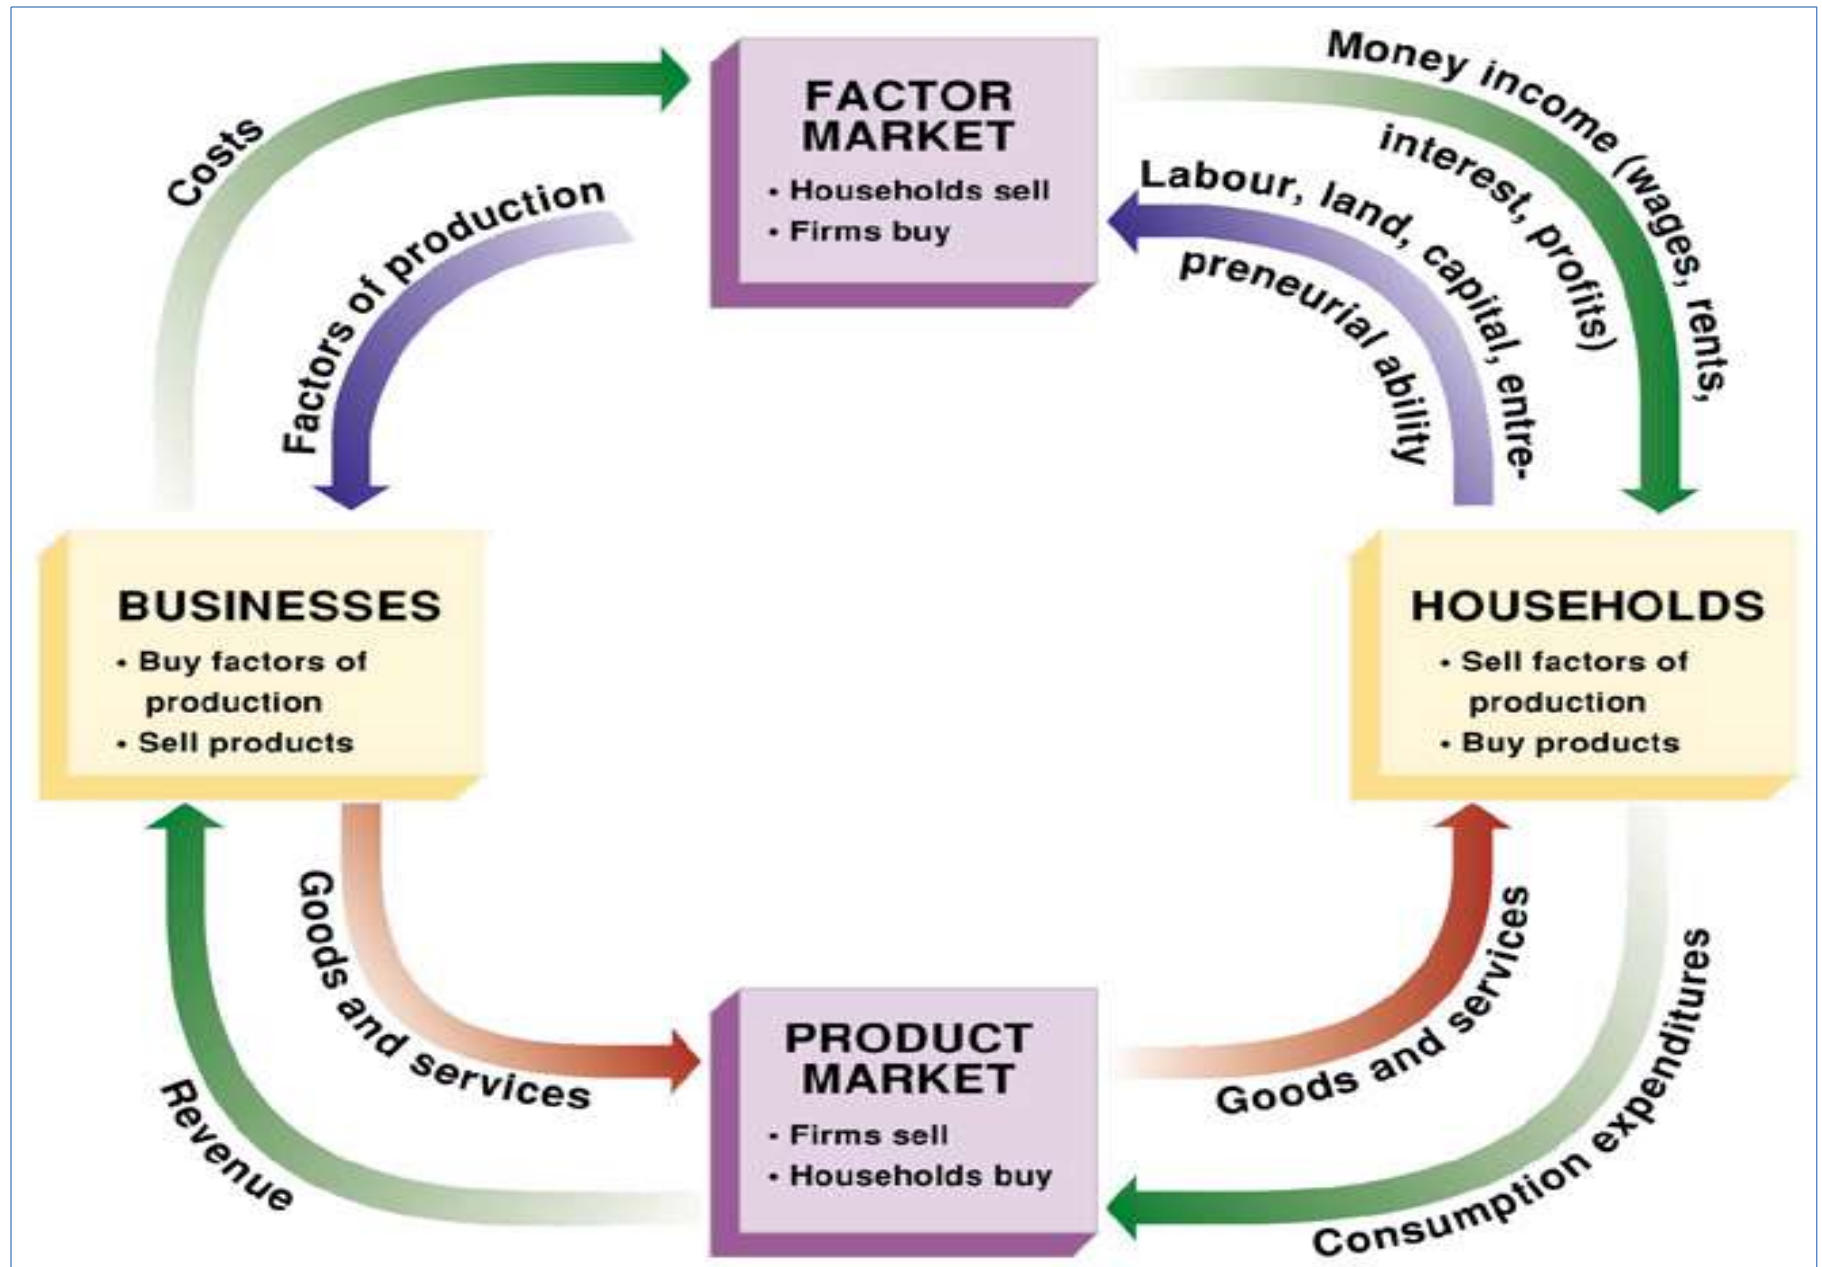 Costs
Factors of production
FACTOR
MARKET
• Households sell
• Firms buy
Money income (wages, rents,
interest, profits)
Labour, land, capital, entre-
preneurial ability
BUSINESSES
• Buy factors of
production
• Sell products
HOUSEHOLDS
• Sell factors of
production
• Buy products
Goods and services
Revenue
PRODUCT
MARKET
• Firms sell
• Households buy
Goods and services
Consumption expenditures